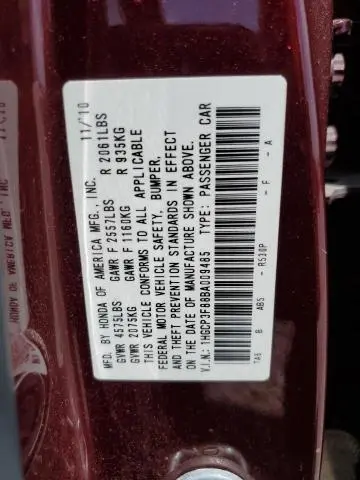 MFD. BY HONDA OF AMERICA MFG., INC. 11/10
GVWR 4575LBS GAWR F 2557LBS R 2061LBS
GVWR 2075KG GAWR F 1160KG R 935KG
THIS VEHICLE CONFORMS TO ALL APPLICABLE
FEDERAL MOTOR VEHICLE SAFETY, BUMPER,
AND THEFT PREVENTION STANDARDS IN EFFECT
ON THE DATE OF MANUFACTURE SHOWN ABOVE.
V.I.N.: 1HGCP3F88BA009485 TYPE: PASSENGER CAR
TA6 B ABS - R530P - F - A